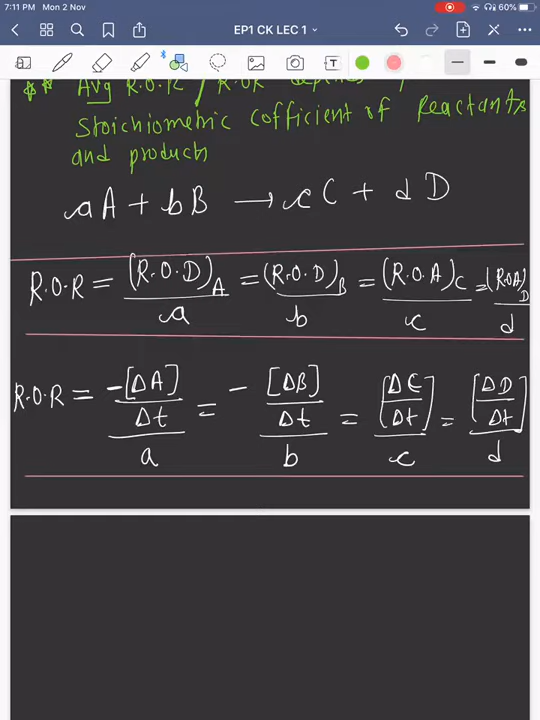 7:11 PM Mon 2 Nov
60%
EP1 CK LEC 1
** Avg R.O.R / R.O.R
Stoichiometric coefficient of Reactants
and products
aA + bB → cC + dD
R.O.R = (R.O.D)A/a = (R.O.D)B/b = (R.O.A)C/c = (R.O.A)D/d
R.O.R = -[ΔA]/Δt/a = -[ΔB]/Δt/b = [ΔC/Δt]/c = [ΔD/Δt]/d